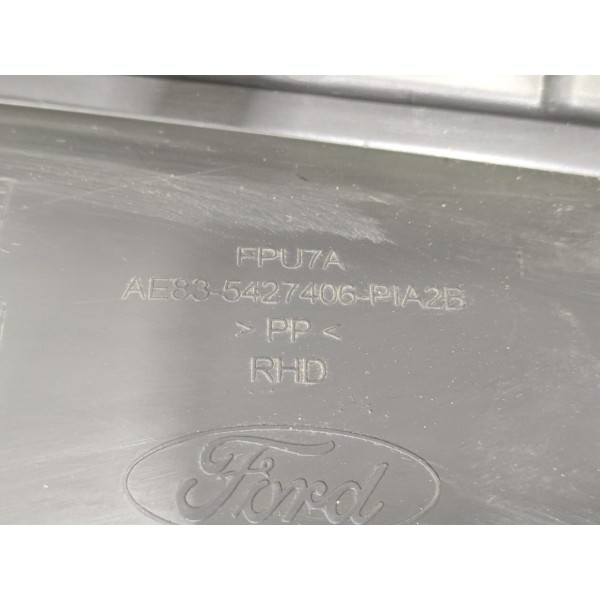 FPU7A
AE83-5427406-PIA2B
> PP <
RHD
Ford